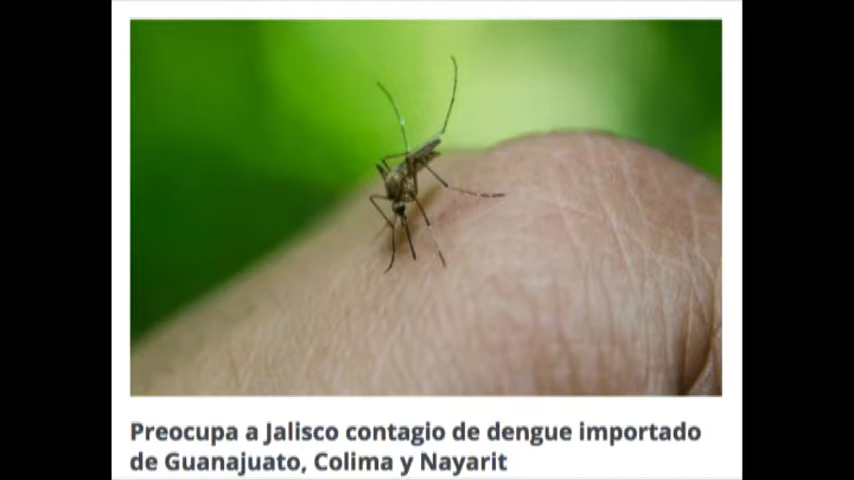 Preocupa a Jalisco contagio de dengue importado
de Guanajuato, Colima y Nayarit